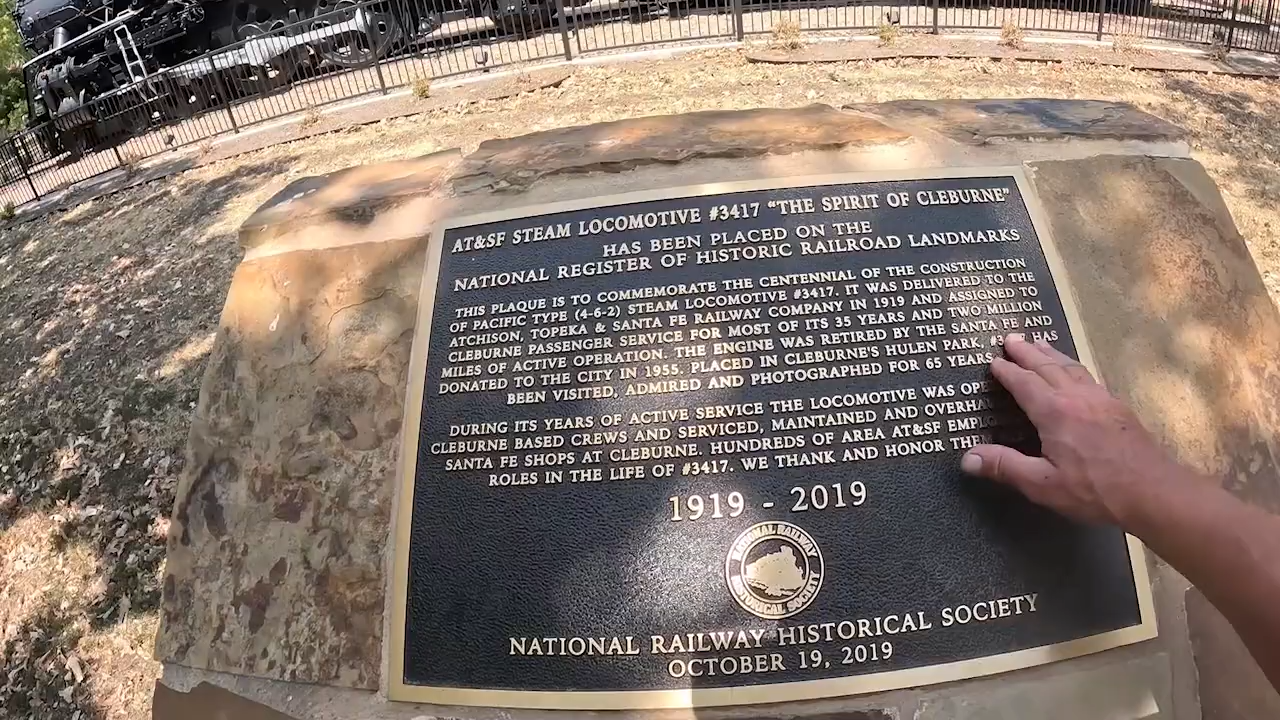 AT&SF STEAM LOCOMOTIVE #3417 "THE SPIRIT OF CLEBURNE"
HAS BEEN PLACED ON THE
NATIONAL REGISTER OF HISTORIC RAILROAD LANDMARKS
THIS PLAQUE IS TO COMMEMORATE THE CENTENNIAL OF THE CONSTRUCTION
OF PACIFIC TYPE (4-6-2) STEAM LOCOMOTIVE #3417. IT WAS DELIVERED TO THE
ATCHISON, TOPEKA & SANTA FE RAILWAY COMPANY IN 1919 AND ASSIGNED TO
CLEBURNE PASSENGER SERVICE FOR MOST OF ITS 35 YEARS AND TWO MILLION
MILES OF ACTIVE OPERATION. THE ENGINE WAS RETIRED BY THE SANTA FE AND
DONATED TO THE CITY IN 1955. PLACED IN CLEBURNE'S HULEN PARK, HAS
BEEN VISITED, ADMIRED AND PHOTOGRAPHED FOR 65 YEARS
DURING ITS YEARS OF ACTIVE SERVICE THE LOCOMOTIVE WAS
CLEBURNE BASED CREWS AND SERVICED, MAINTAINED AND
SANTA FE SHOPS AT CLEBURNE. HUNDREDS OF AREA AT&SF
ROLES IN THE LIFE OF #3417. WE THANK AND HONOR
1919 - 2019
NATIONAL RAILWAY
HISTORICAL SOCIETY
NATIONAL RAILWAY HISTORICAL SOCIETY
OCTOBER 19, 2019